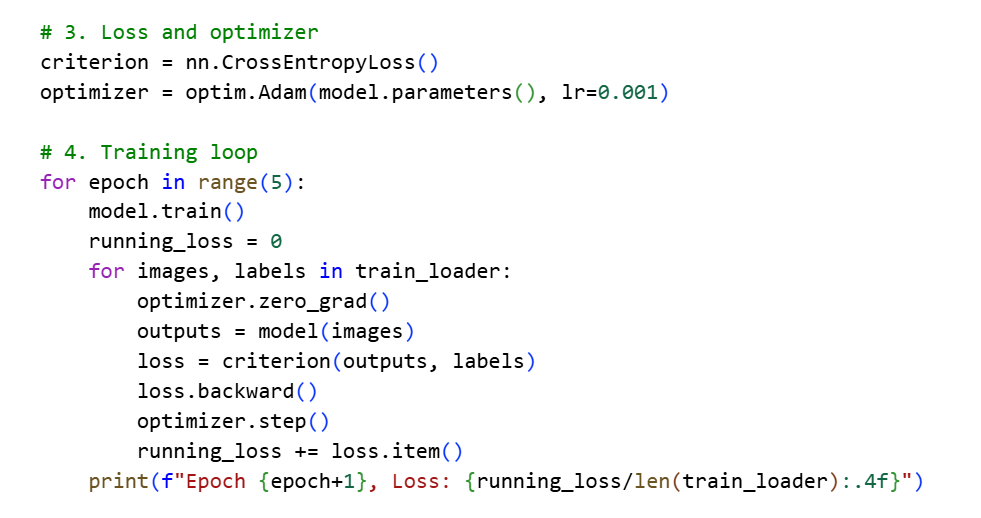 # 3. Loss and optimizer
criterion = nn.CrossEntropyLoss()
optimizer = optim.Adam(model.parameters(), lr=0.001)

# 4. Training loop
for epoch in range(5):
    model.train()
    running_loss = 0
    for images, labels in train_loader:
        optimizer.zero_grad()
        outputs = model(images)
        loss = criterion(outputs, labels)
        loss.backward()
        optimizer.step()
        running_loss += loss.item()
    print(f"Epoch {epoch+1}, Loss: {running_loss/len(train_loader):.4f}")